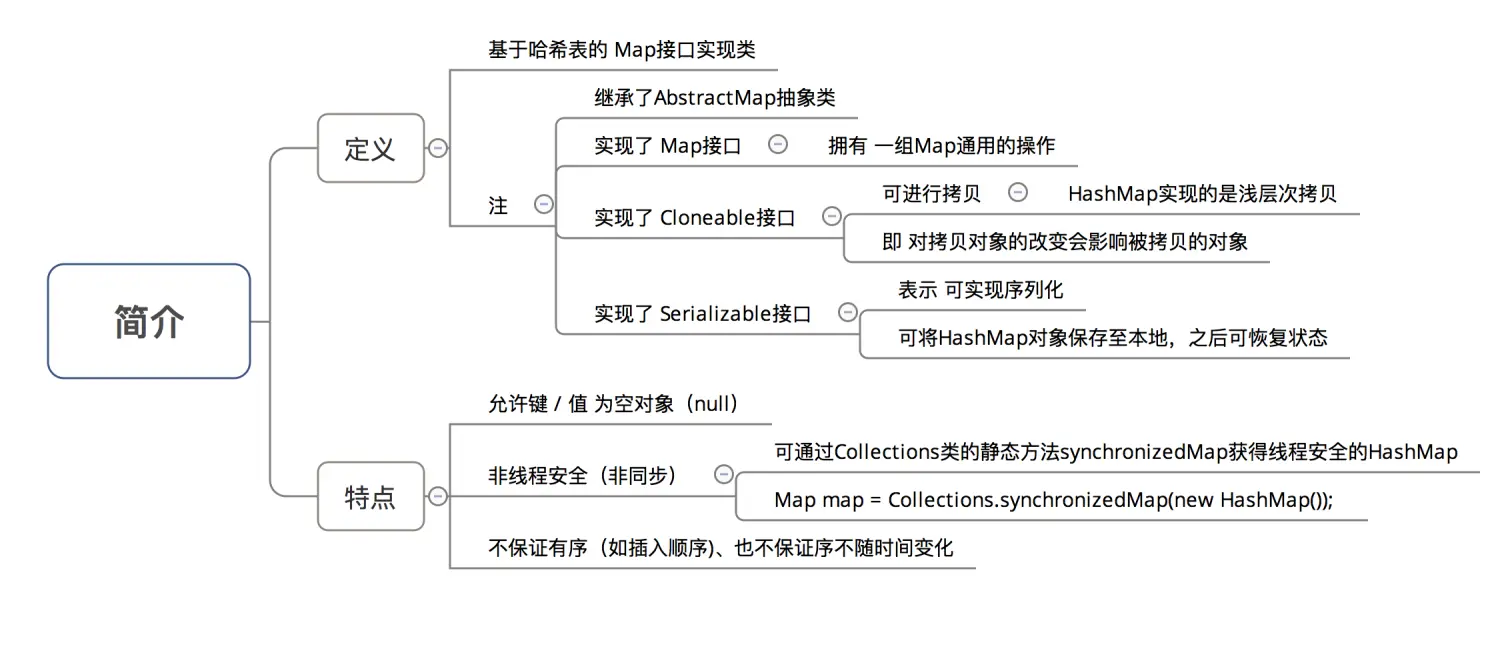 简介
定义
基于哈希表的 Map接口实现类
注
继承了AbstractMap抽象类
实现了 Map接口
拥有 一组Map通用的操作
实现了 Cloneable接口
可进行拷贝
HashMap实现的是浅层次拷贝
即 对拷贝对象的改变会影响被拷贝的对象
实现了 Serializable接口
表示 可实现序列化
可将HashMap对象保存至本地，之后可恢复状态
特点
允许键 / 值 为空对象（null）
非线程安全（非同步）
可通过Collections类的静态方法synchronizedMap获得线程安全的HashMap
Map map = Collections.synchronizedMap(new HashMap());
不保证有序（如插入顺序)、也不保证序不随时间变化